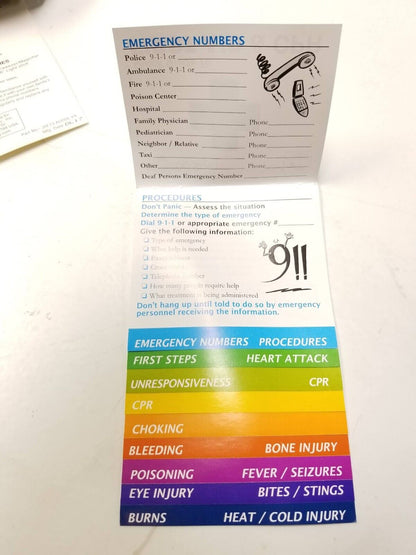 EMERGENCY NUMBERS
Police 9-1-1 or
Ambulance 9-1-1 or
Fire 9-1-1 or
Poison Center
Hospital
Family Physician Phone
Pediattician Phone
Neighbor / Relative Phone
Taxi Phone
Other Phone
Deaf Persons Emergency Number
PROCEDURES
Don't Panic — Assess the situation
Determine the type of emergency
Dial 9-1-1 or appropriate emergency #
Give the following information:
Type of emergency
What help is needed
Telephone number
How many people require help
What treatment is being administered
911
Don't hang up until told to do so by emergency
personnel receiving the information.
EMERGENCY NUMBERS PROCEDURES
FIRST STEPS HEART ATTACK
UNRESPONSIVENESS CPR
CPR
CHOKING
BLEEDING BONE INJURY
POISONING FEVER / SEIZURES
EYE INJURY BITES / STINGS
BURNS HEAT / COLD INJURY